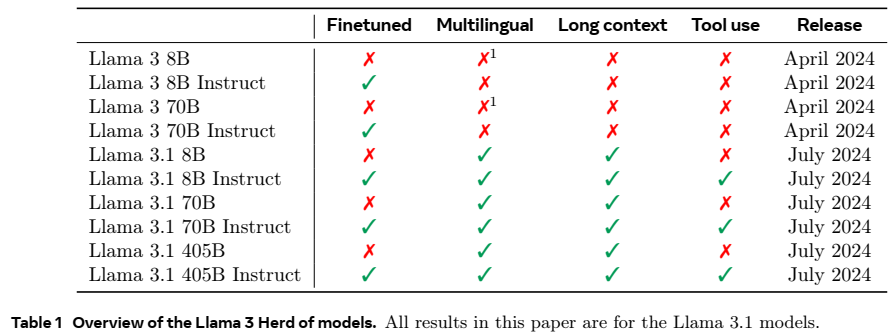 Finetuned Multilingual Long context Tool use Release
Llama 3 8B ✗ ✗¹ ✗ ✗ April 2024
Llama 3 8B Instruct ✓ ✗ ✗ ✗ April 2024
Llama 3 70B ✗ ✗¹ ✗ ✗ April 2024
Llama 3 70B Instruct ✓ ✗ ✗ ✗ April 2024
Llama 3.1 8B ✗ ✓ ✓ ✗ July 2024
Llama 3.1 8B Instruct ✓ ✓ ✓ ✓ July 2024
Llama 3.1 70B ✗ ✓ ✓ ✗ July 2024
Llama 3.1 70B Instruct ✓ ✓ ✓ ✓ July 2024
Llama 3.1 405B ✗ ✓ ✓ ✗ July 2024
Llama 3.1 405B Instruct ✓ ✓ ✓ ✓ July 2024
Table 1 Overview of the Llama 3 Herd of models. All results in this paper are for the Llama 3.1 models.